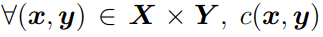 ∀(x, y) ∈ X × Y, c(x, y)